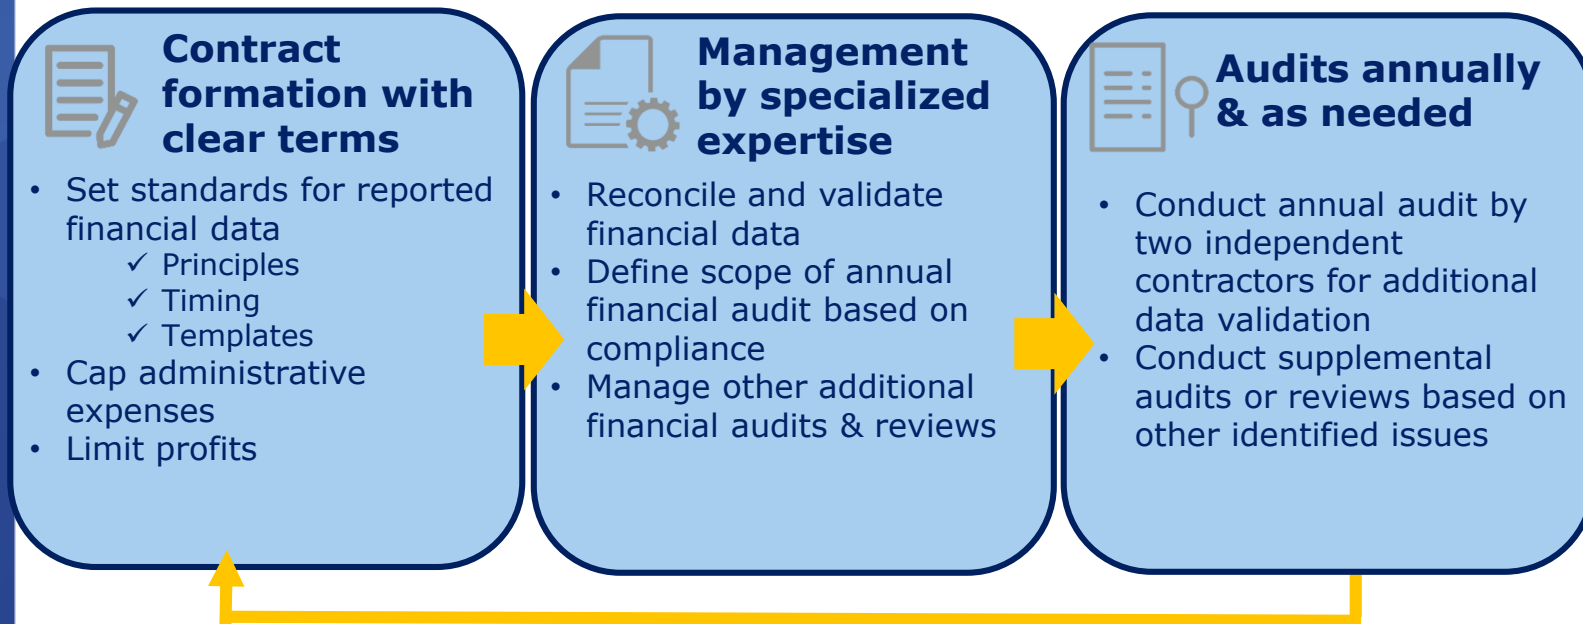 Contract
formation with
clear terms
• Set standards for reported
financial data
✓ Principles
✓ Timing
✓ Templates
• Cap administrative
expenses
• Limit profits
Management
by specialized
expertise
• Reconcile and validate
financial data
• Define scope of annual
financial audit based on
compliance
• Manage other additional
financial audits & reviews
Audits annually
& as needed
• Conduct annual audit by
two independent
contractors for additional
data validation
• Conduct supplemental
audits or reviews based on
other identified issues